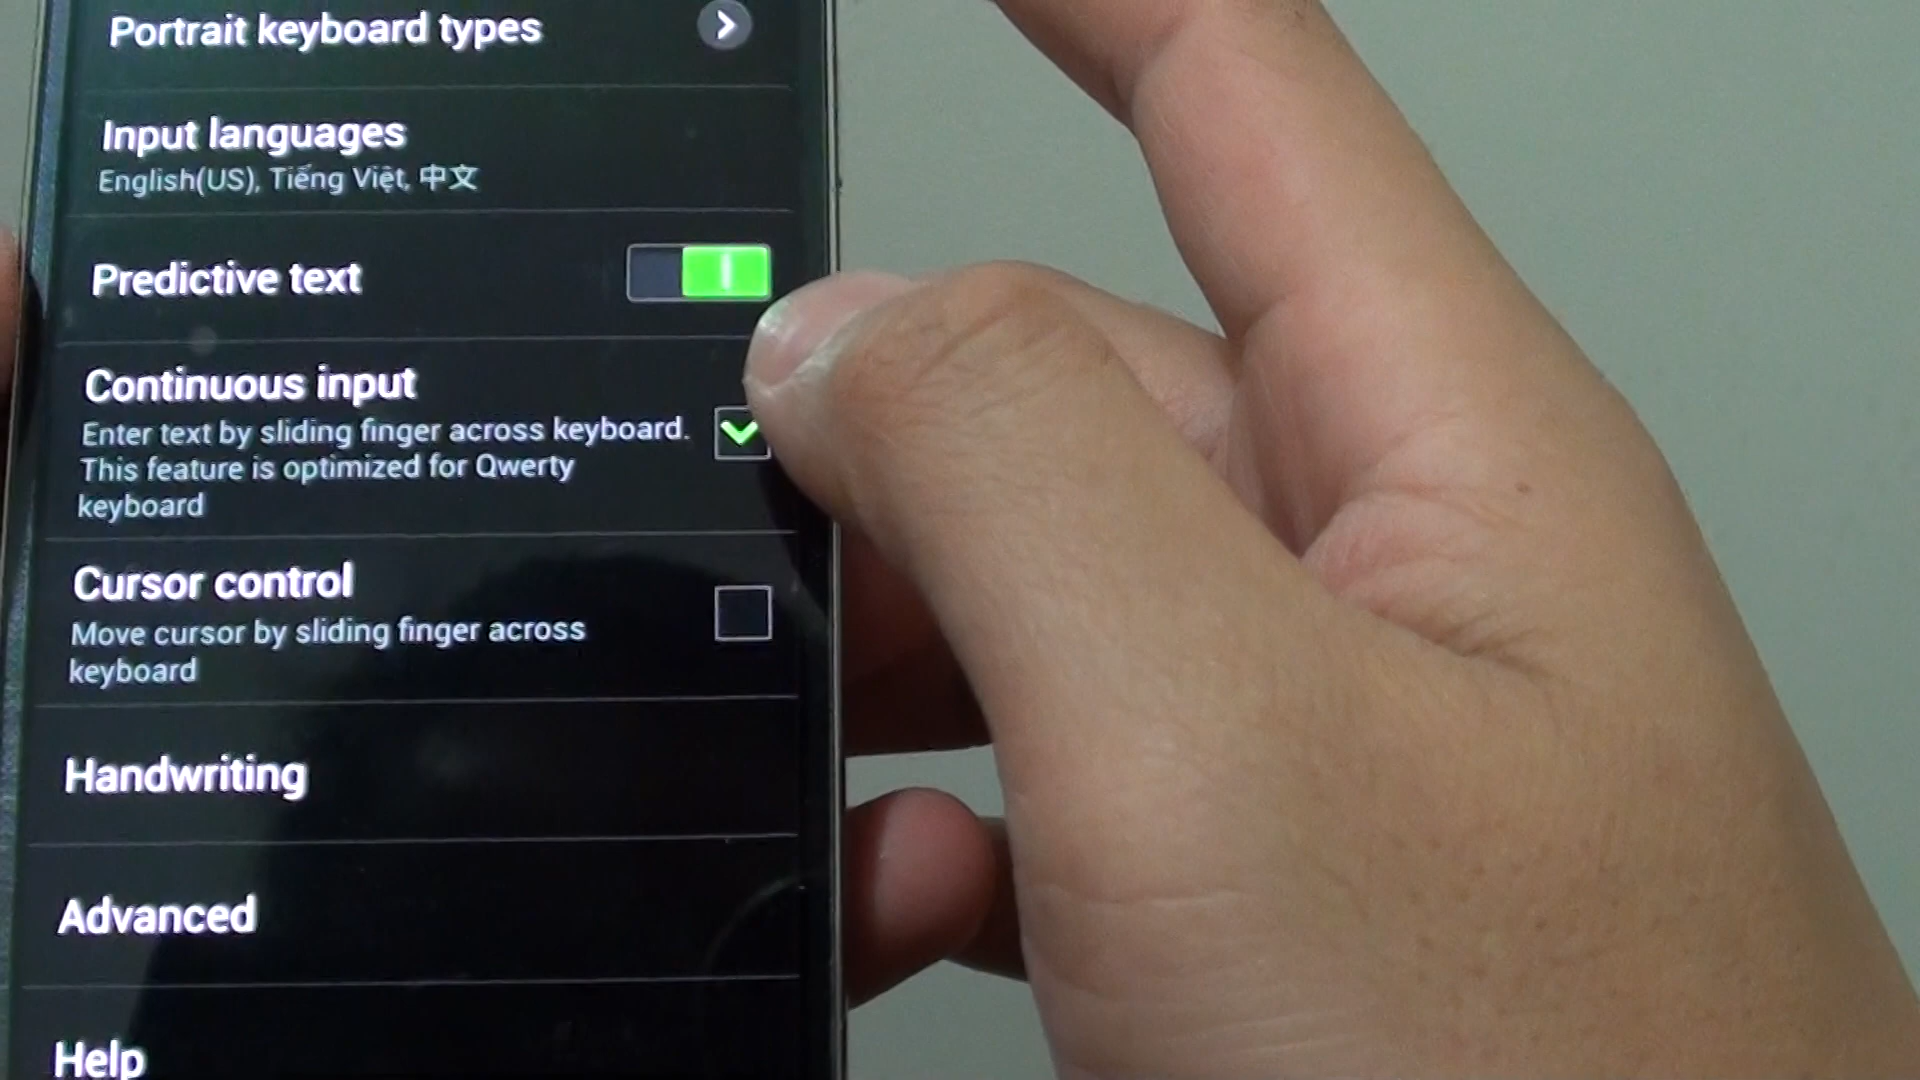 Portrait keyboard types
Input languages
English(US), Tiếng Việt, 中文
Predictive text
Continuous input
Enter text by sliding finger across keyboard.
This feature is optimized for Qwerty
keyboard
Cursor control
Move cursor by sliding finger across
keyboard
Handwriting
Advanced
Help